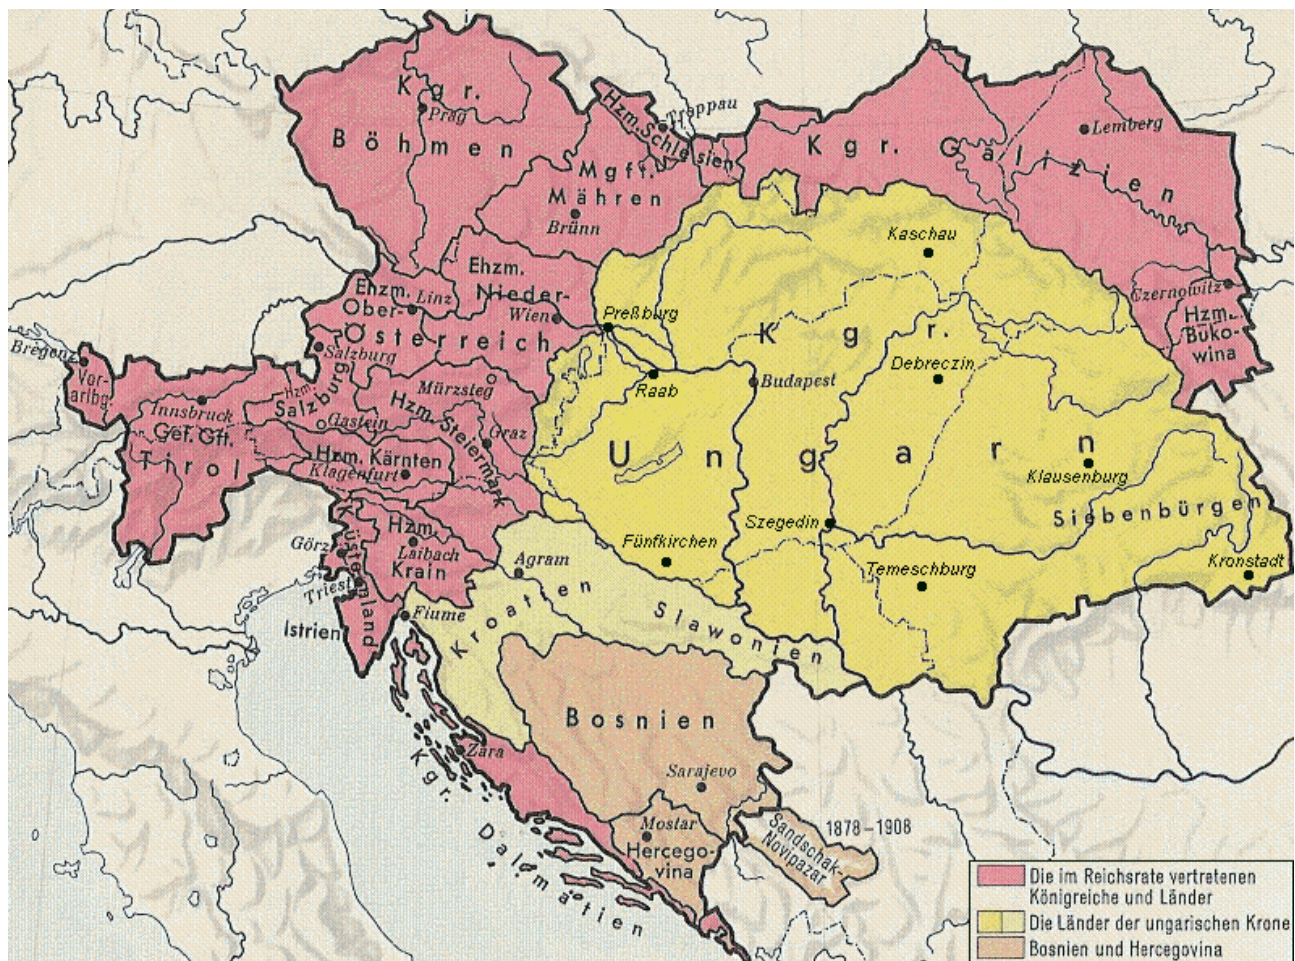 Kgr.
Böhmen
Prag
Hzm. Schlesien
Troppau
Mgft.
Mähren
Brünn
Kgr. Galizien
Lemberg
Kaschau
Czernowitz
Hzm.
Buko-
wina
Ehzm.
Nieder-
Wien
Ehzm.
Ober-
Linz
Österreich
Preßburg
Kgr.
Ungarn
Debreczin
Raab
Budapest
Bregenz
Vor-
arlbg.
Salzburg
Hzm.
Salzburg
Innsbruck
Gastein
Gef. Gft.
Tirol
Mürzsteg
Hzm. Steiermark
Graz
Hzm. Kärnten
Klagenfurt
Klausenburg
Siebenbürgen
Kronstadt
Szegedin
Fünfkirchen
Temeschburg
Hzm.
Laibach
Krain
Küstenland
Görz
Triest
Istrien
Fiume
Agram
Kroatien
Slawonien
Bosnien
Sarajevo
Zara
Kgr.
Dalmatien
Mostar
Hercego-
vina
Sandschak-
Novipazar
1878–1908
Die im Reichsrate vertretenen
Königreiche und Länder
Die Länder der ungarischen Krone
Bosnien und Hercegovina